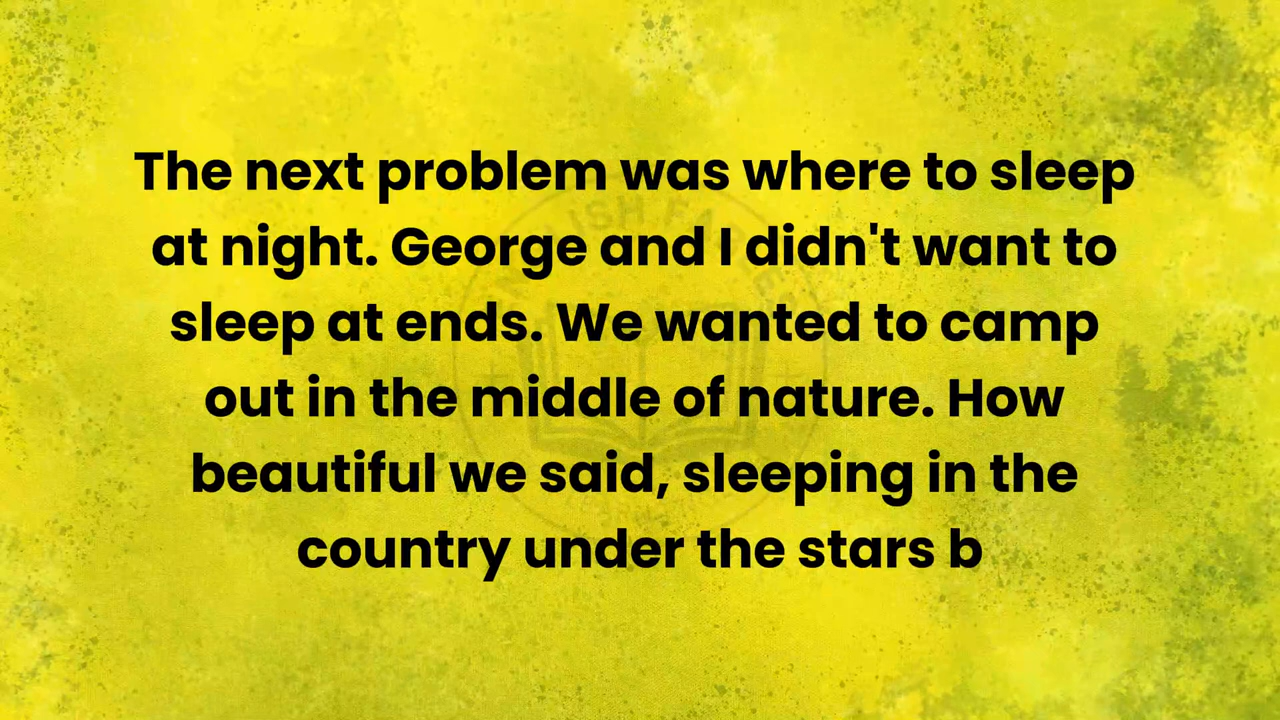 The next problem was where to sleep
at night. George and I didn't want to
sleep at ends. We wanted to camp
out in the middle of nature. How
beautiful we said, sleeping in the
country under the stars b